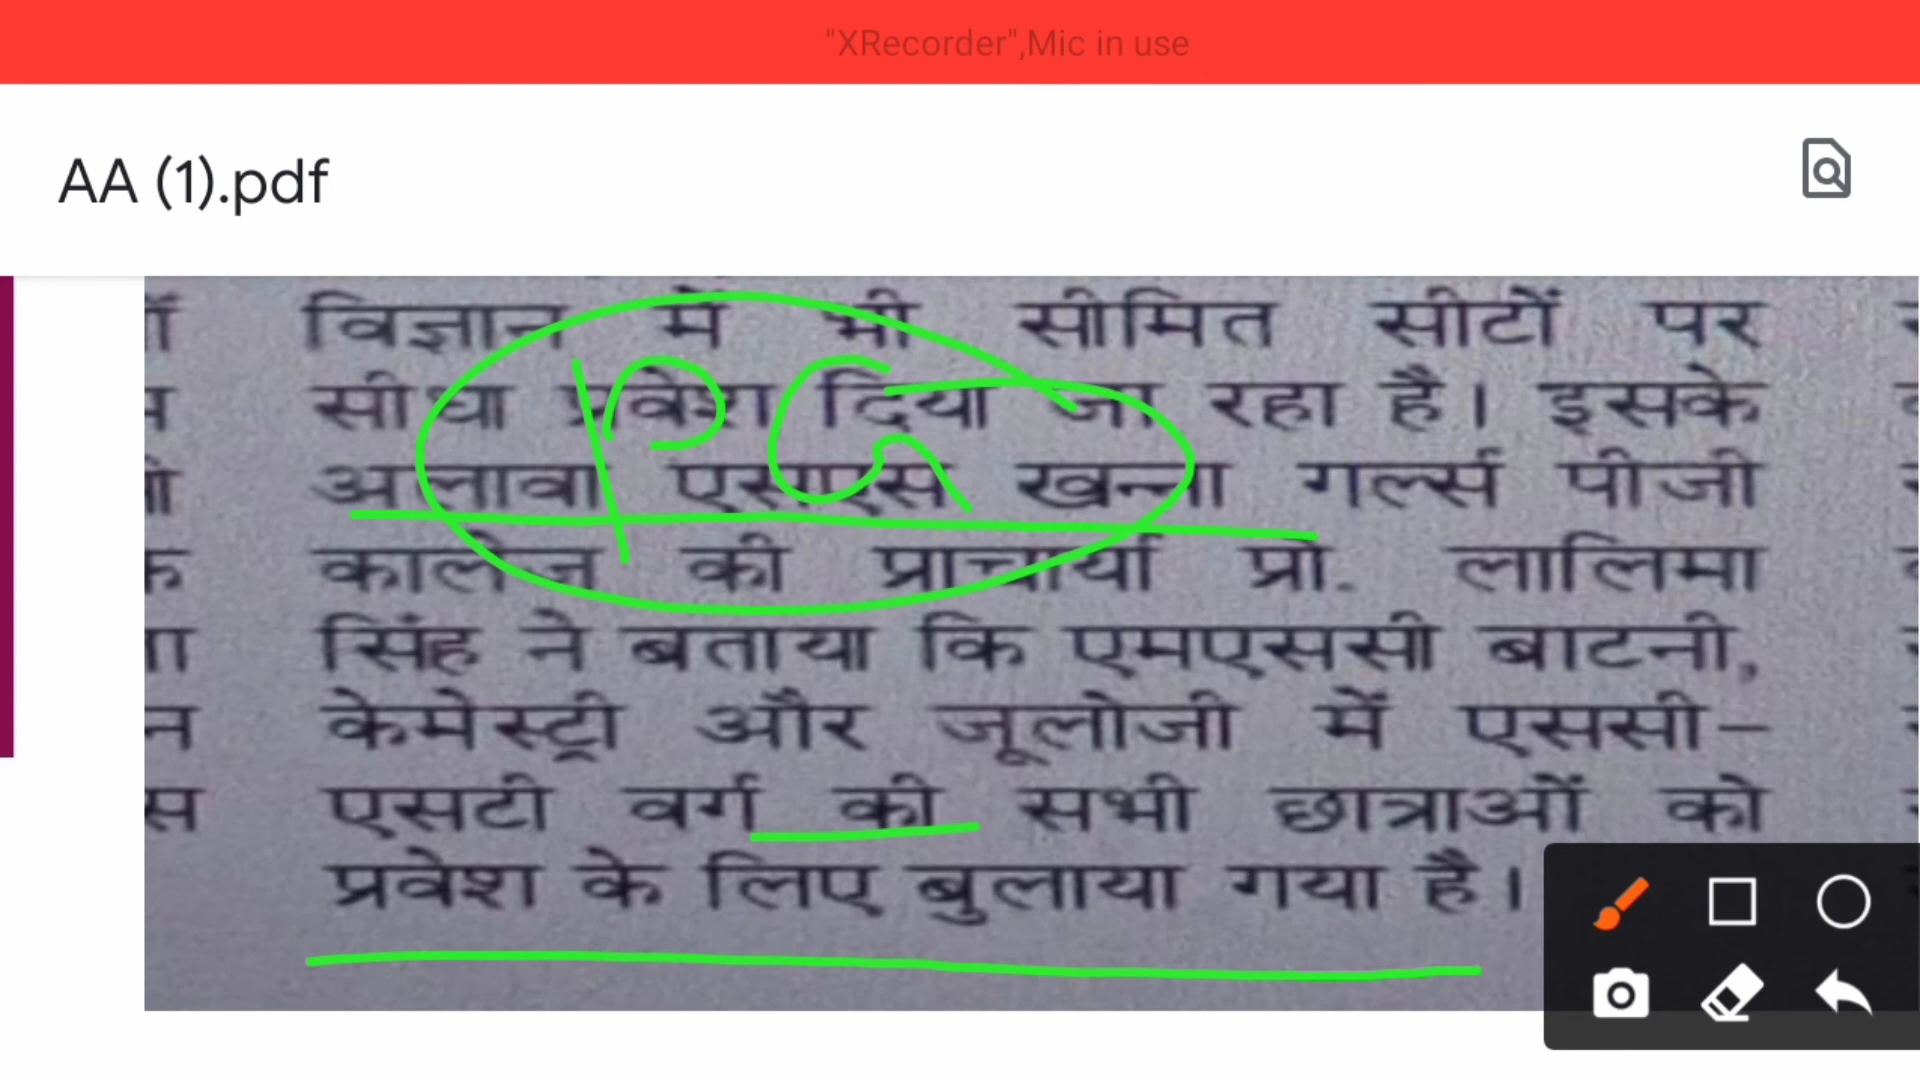 "XRecorder",Mic in use
AA (1).pdf
विज्ञान में भी सीमित सीटों पर
सीधा प्रवेश दिया जा रहा है। इसके
अलावा एसएस खन्ना गर्ल्स पीजी
कालेज की प्राचार्या प्रो. लालिमा
सिंह ने बताया कि एमएससी बाटनी,
केमेस्ट्री और जूलोजी में एससी-
एसटी वर्ग की सभी छात्राओं को
प्रवेश के लिए बुलाया गया है।
PG